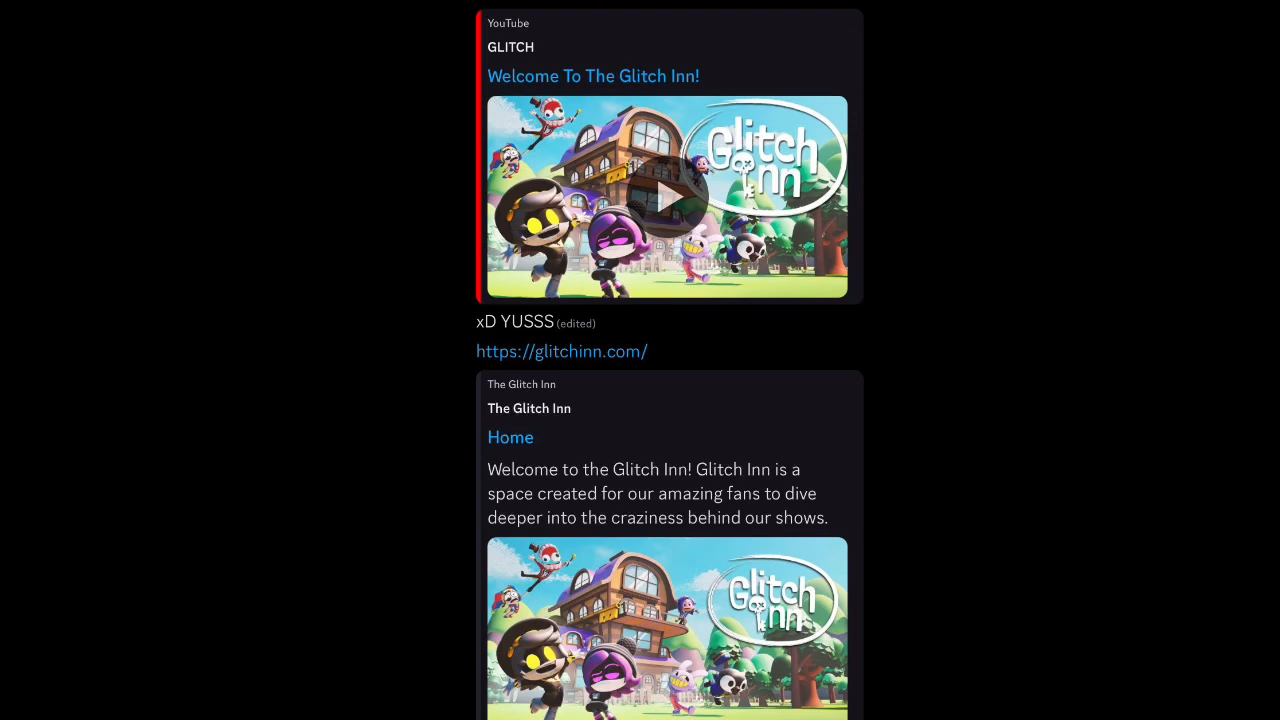 YouTube
GLITCH
Welcome To The Glitch Inn!
Glitch
Inn
xD YUSSS (edited)
https://glitchinn.com/
The Glitch Inn
The Glitch Inn
Home
Welcome to the Glitch Inn! Glitch Inn is a
space created for our amazing fans to dive
deeper into the craziness behind our shows.
Glitch
Inn